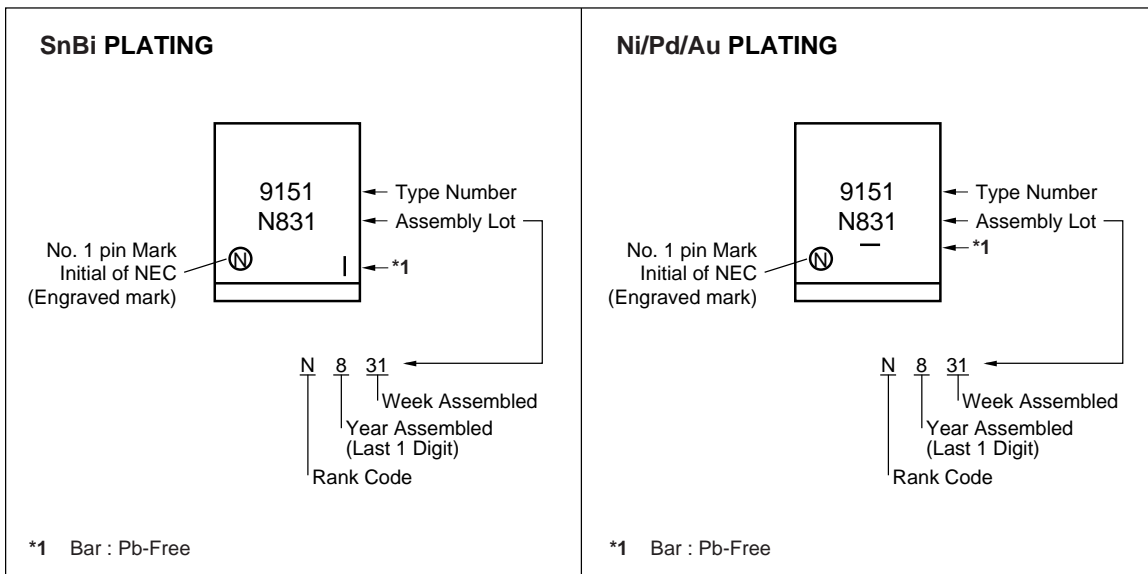 SnBi PLATING
9151
N831
N
Type Number
Assembly Lot
*1
No. 1 pin Mark
Initial of NEC
(Engraved mark)
N 8 31
Week Assembled
Year Assembled
(Last 1 Digit)
Rank Code
*1 Bar : Pb-Free
Ni/Pd/Au PLATING
9151
N831
N
Type Number
Assembly Lot
*1
No. 1 pin Mark
Initial of NEC
(Engraved mark)
N 8 31
Week Assembled
Year Assembled
(Last 1 Digit)
Rank Code
*1 Bar : Pb-Free